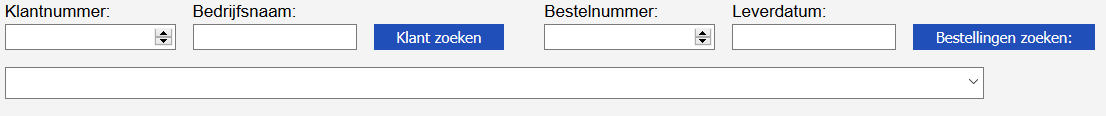 Klantnummer: Bedrijfsnaam: Bestelnummer: Leverdatum:
Klant zoeken Bestellingen zoeken: